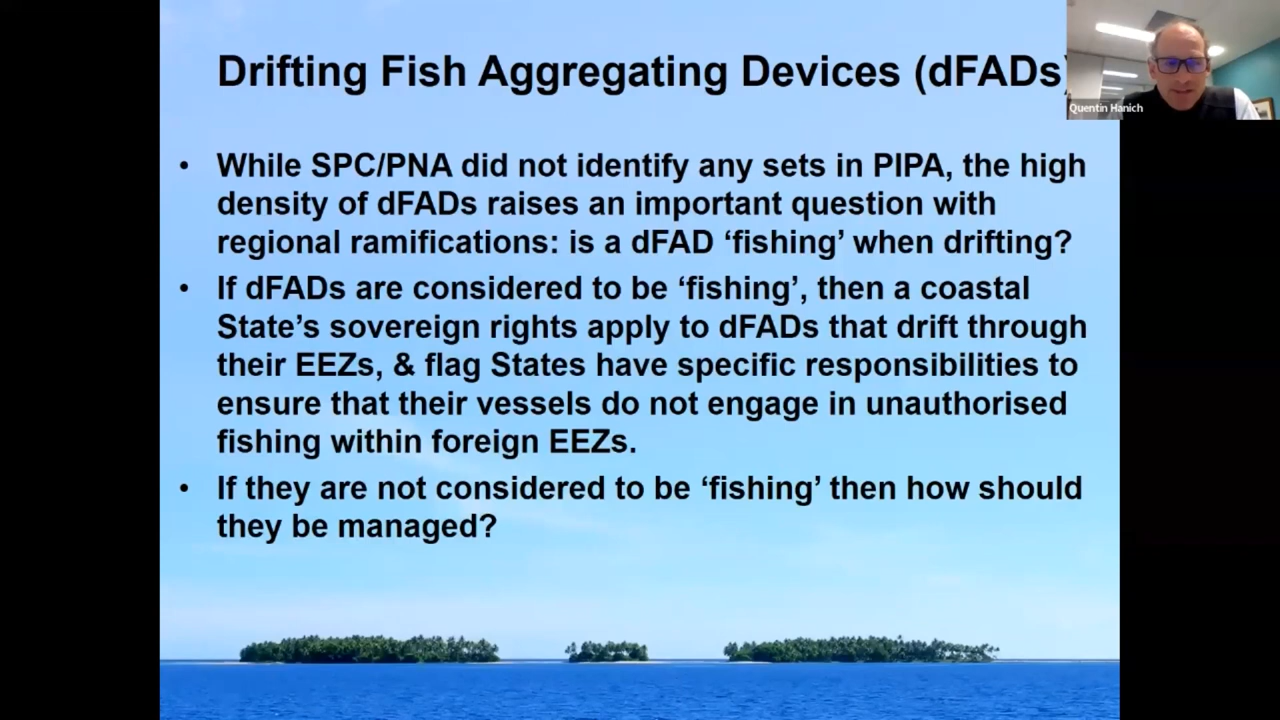 Drifting Fish Aggregating Devices (dFADs)
Quentin Hanich
• While SPC/PNA did not identify any sets in PIPA, the high
density of dFADs raises an important question with
regional ramifications: is a dFAD ‘fishing’ when drifting?
• If dFADs are considered to be ‘fishing’, then a coastal
State’s sovereign rights apply to dFADs that drift through
their EEZs, & flag States have specific responsibilities to
ensure that their vessels do not engage in unauthorised
fishing within foreign EEZs.
• If they are not considered to be ‘fishing’ then how should
they be managed?